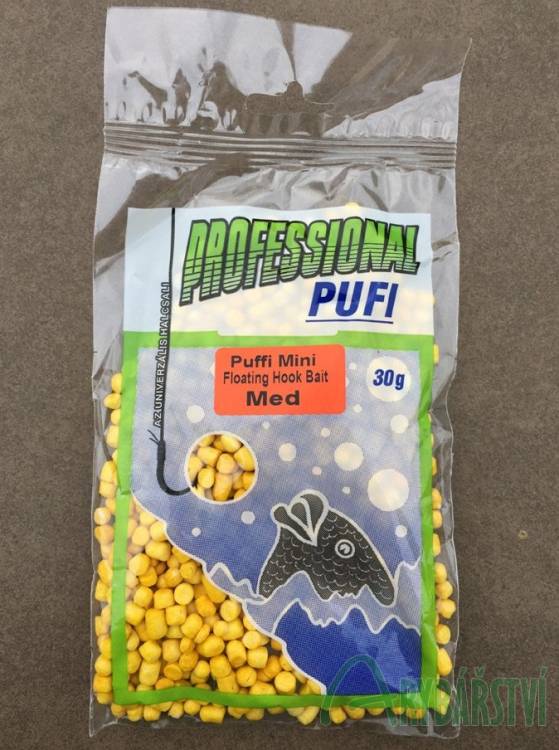 PROFESSIONAL
PUFI
AZ UNIVERZÁLIS HALCSALI
Puffi Mini
Floating Hook Bait
Med
30g
RYBÁŘSTVÍ